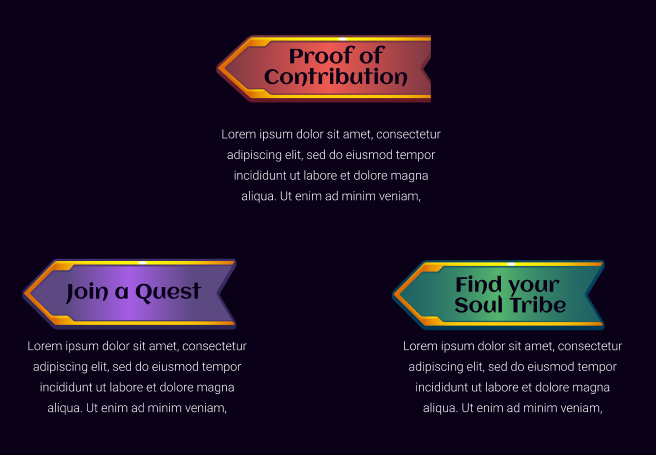 Proof of
Contribution
Lorem ipsum dolor sit amet, consectetur
adipiscing elit, sed do eiusmod tempor
incididunt ut labore et dolore magna
aliqua. Ut enim ad minim veniam,
Join a Quest
Lorem ipsum dolor sit amet, consectetur
adipiscing elit, sed do eiusmod tempor
incididunt ut labore et dolore magna
aliqua. Ut enim ad minim veniam,
Find your
Soul Tribe
Lorem ipsum dolor sit amet, consectetur
adipiscing elit, sed do eiusmod tempor
incididunt ut labore et dolore magna
aliqua. Ut enim ad minim veniam,